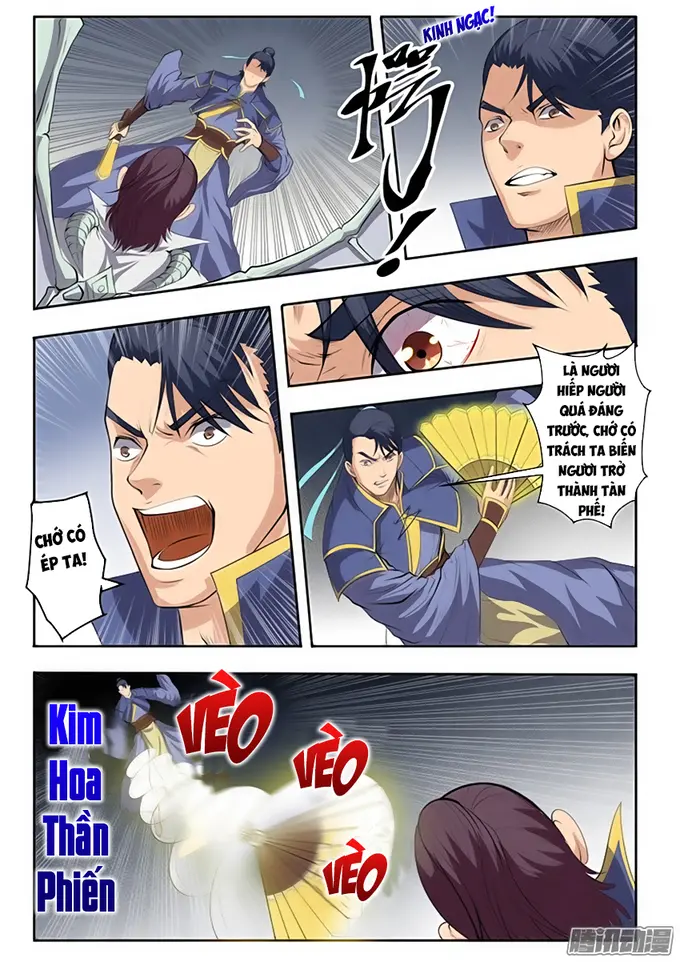 KINH NGẠC!
愕!
LÀ NGƯƠI
HIẾP NGƯỜI
QUÁ ĐÁNG
TRƯỚC, CHỚ CÓ
TRÁCH TA BIẾN
NGƯƠI TRỞ
THÀNH TÀN
PHẾ!
CHỚ CÓ
ÉP TA!
Kim
Hoa
Thần
Phiến
VÈO
VÈO
VÈO
腾讯动漫